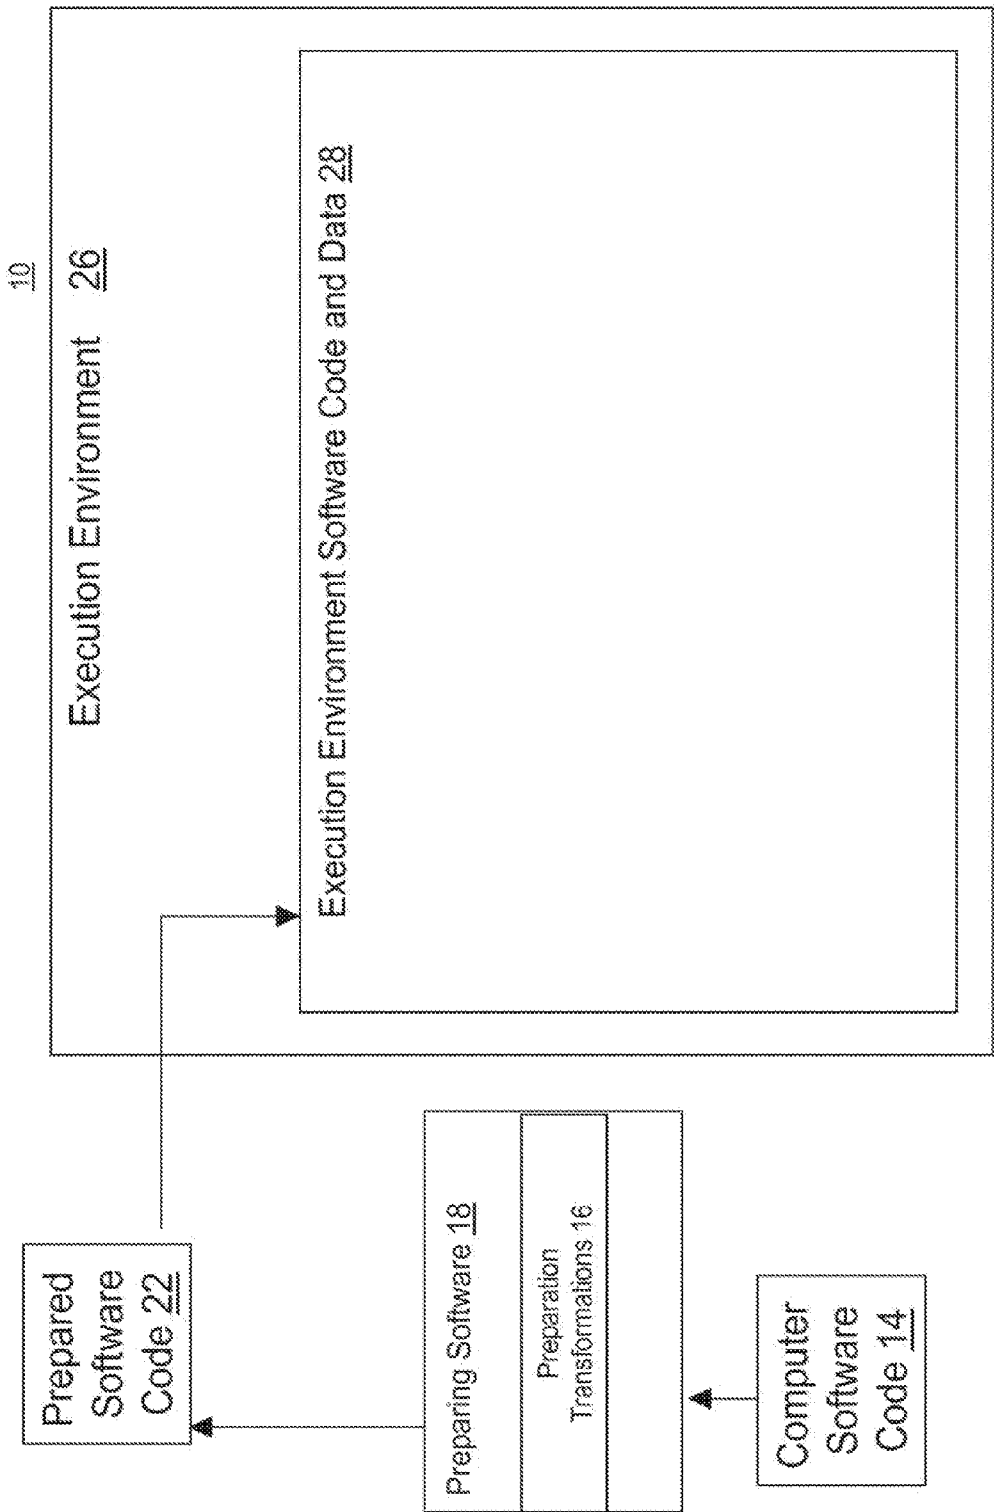 10
Execution Environment 26
Execution Environment Software Code and Data 28
Prepared
Software
Code 22
Preparing Software 18
Preparation
Transformations 16
Computer
Software
Code 14